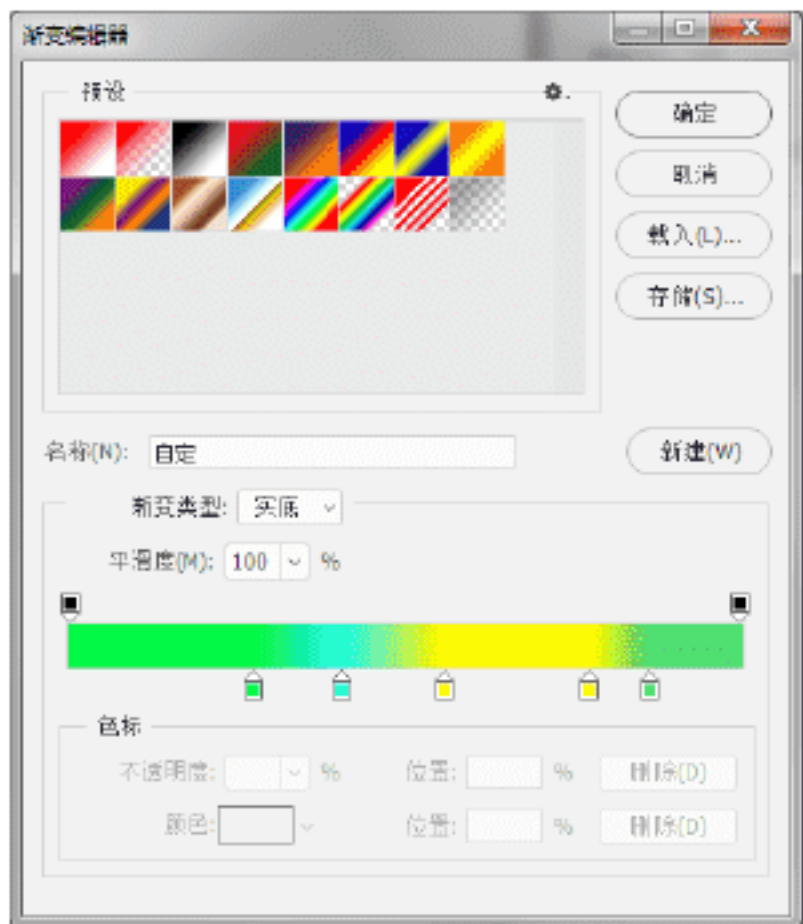 渐变编辑器
预设
确定
取消
载入(L)...
存储(S)...
名称(N): 自定
新建(W)
渐变类型: 实底
平滑度(M): 100 %
色标
不透明度: % 位置: % 删除(D)
颜色: 位置: % 删除(D)